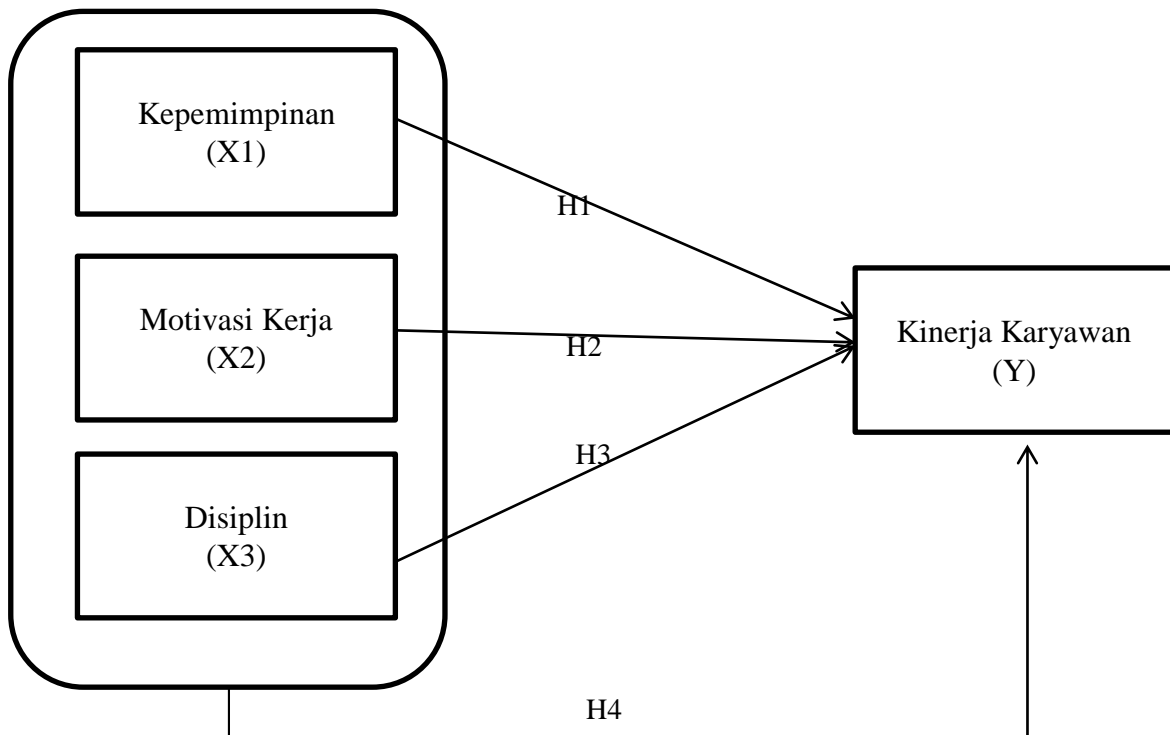 Kepemimpinan
(X1)
H1
Motivasi Kerja
(X2)
H2
Kinerja Karyawan
(Y)
H3
Disiplin
(X3)
H4